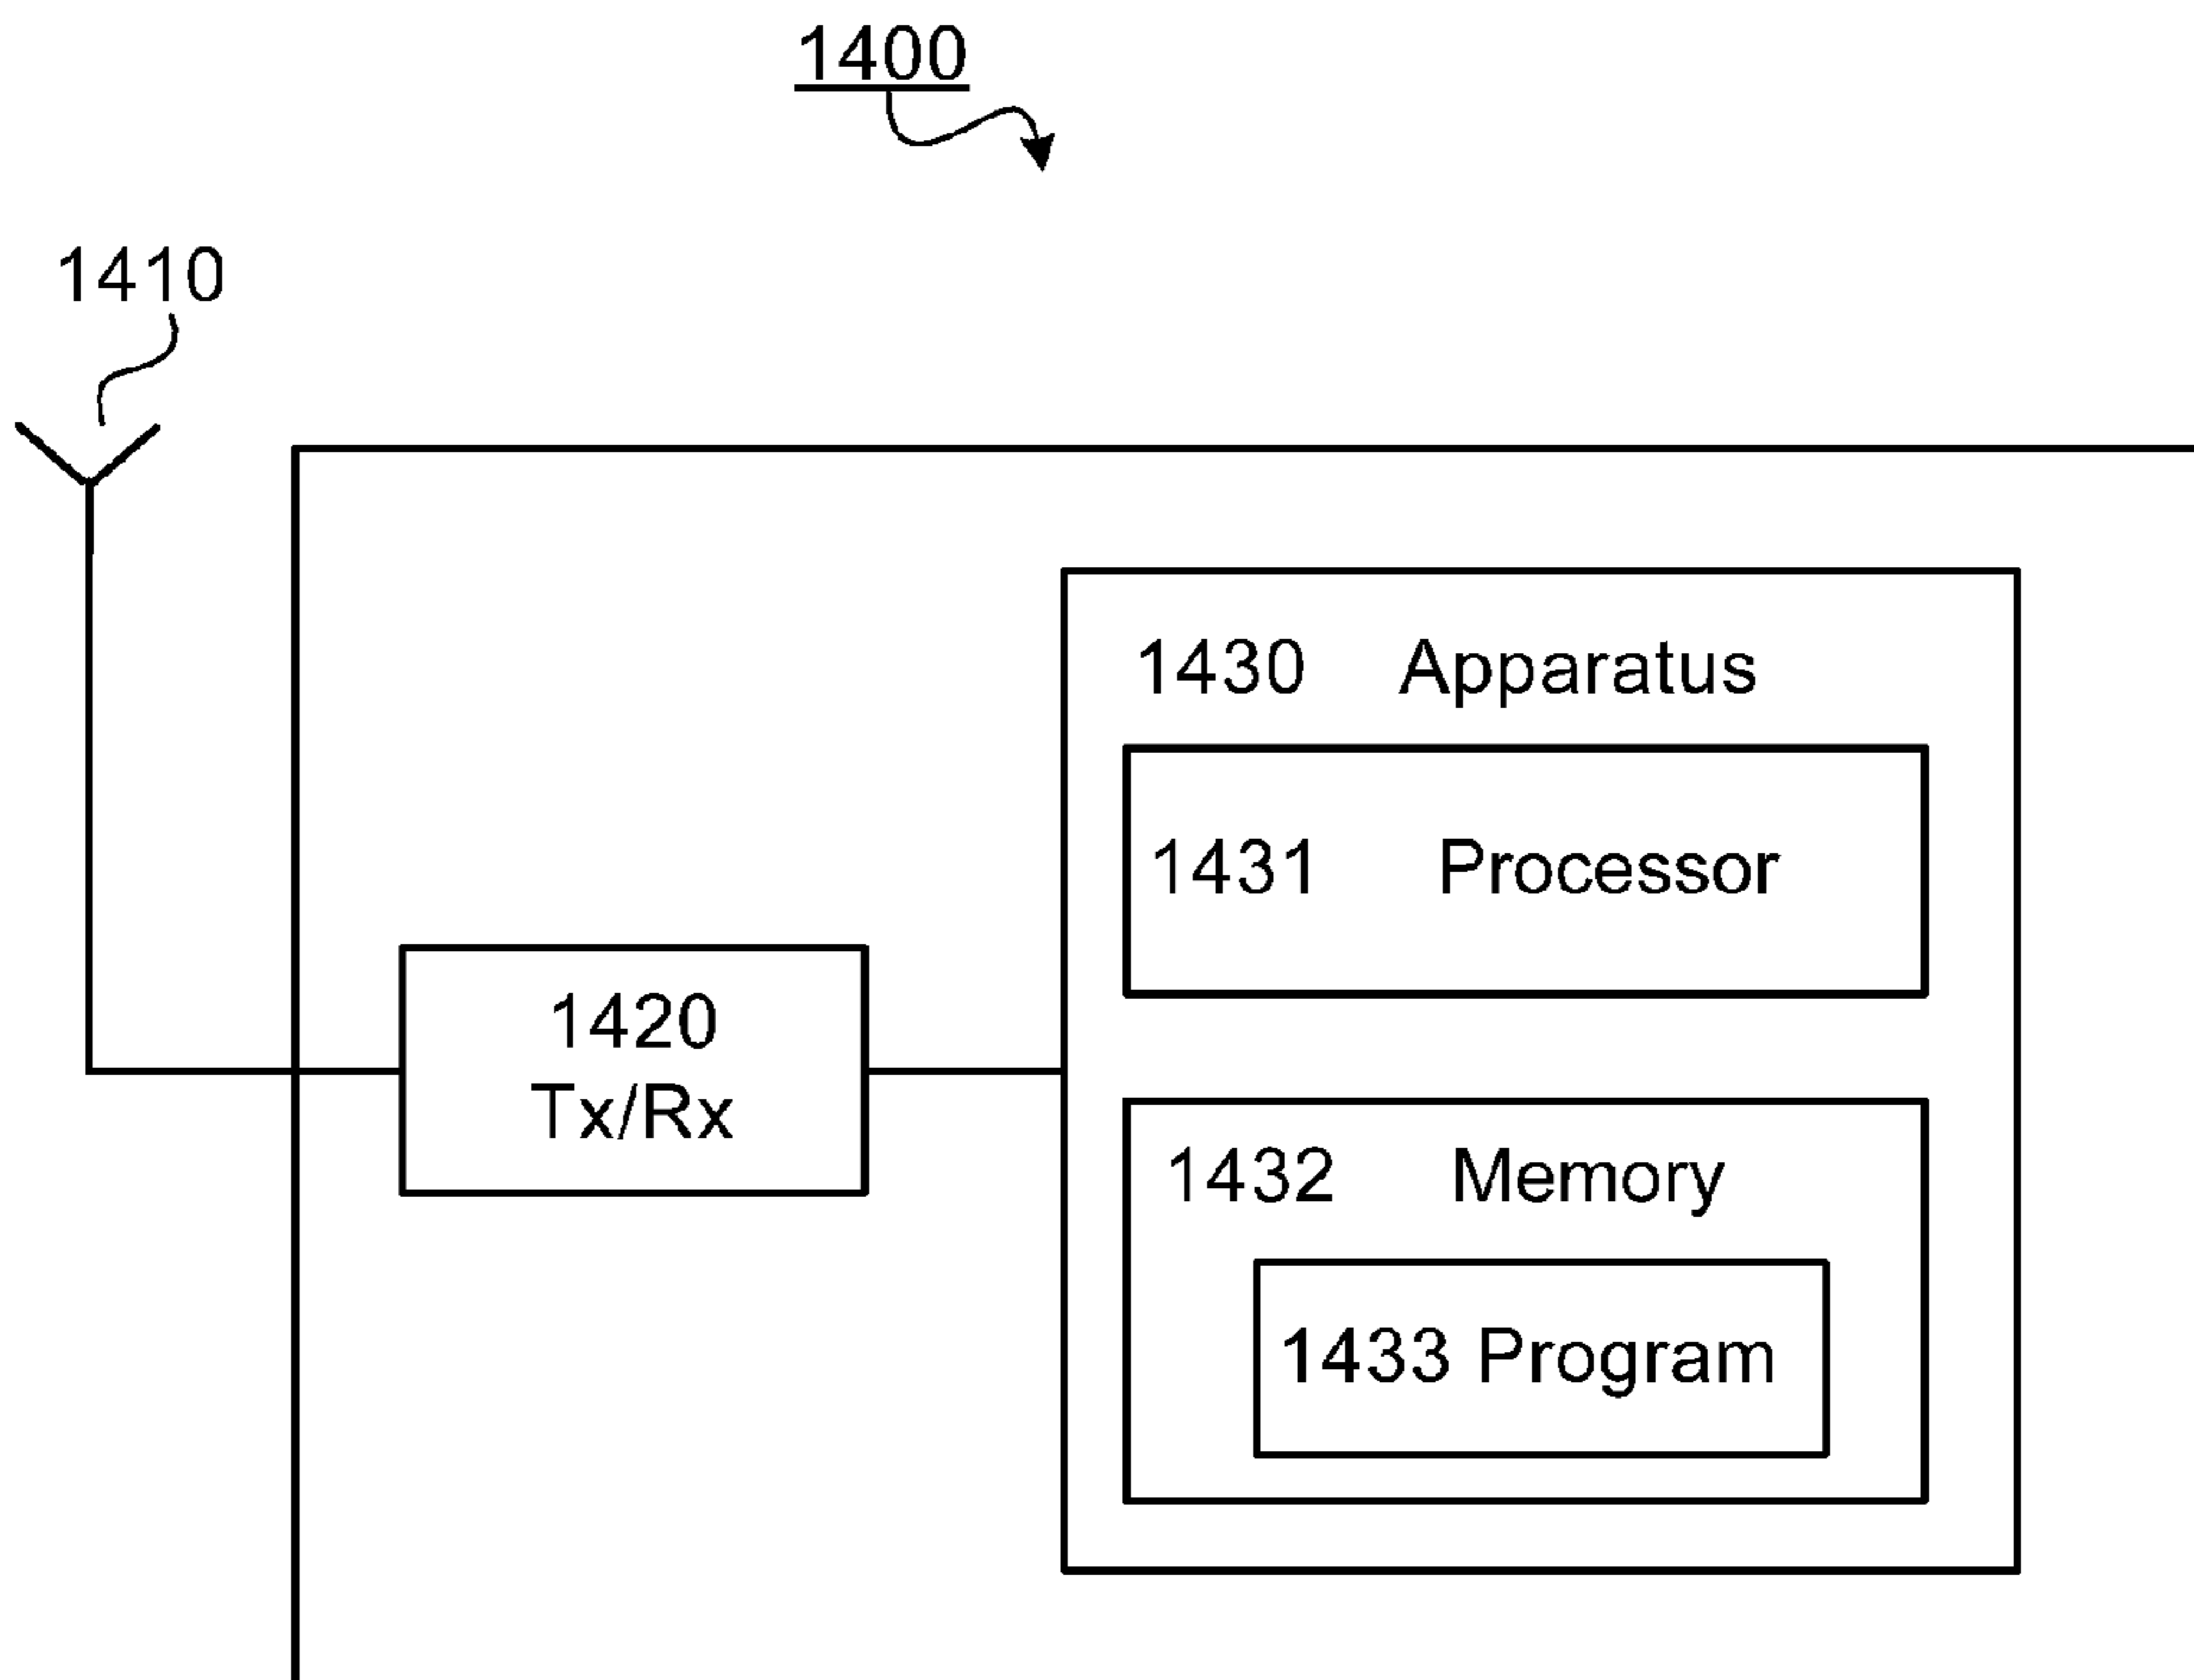 1400
1410
1430 Apparatus
1431 Processor
1420
Tx/Rx
1432 Memory
1433 Program